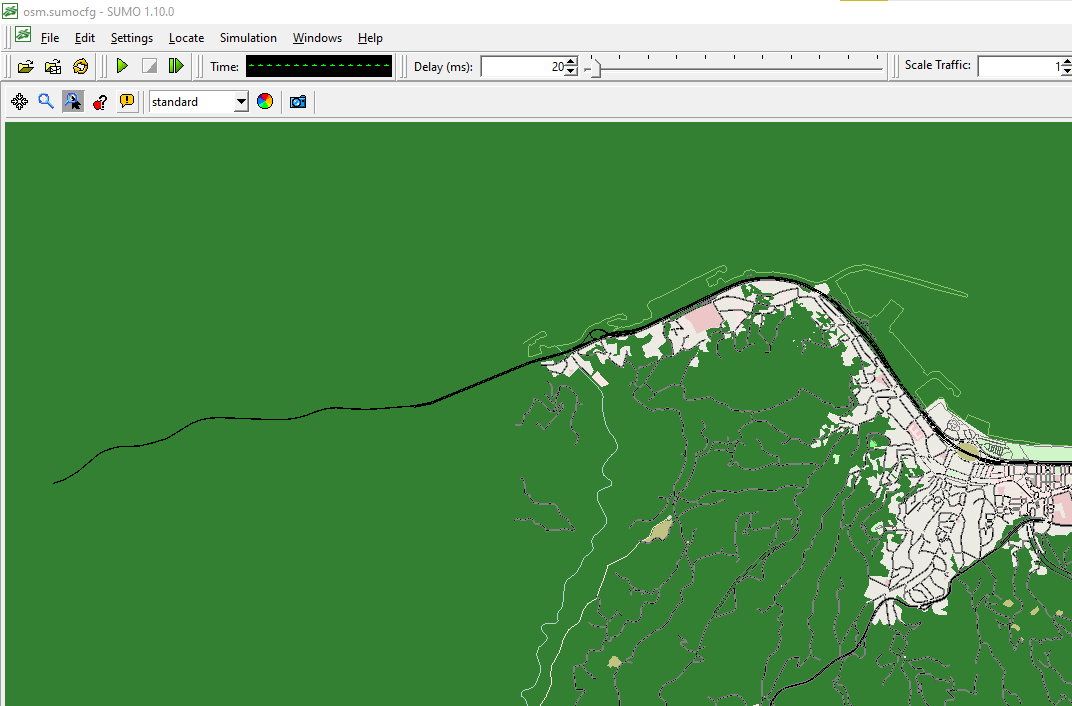 osm.sumocfg - SUMO 1.10.0
File Edit Settings Locate Simulation Windows Help
Time: Delay (ms): 20 Scale Traffic: 1
standard